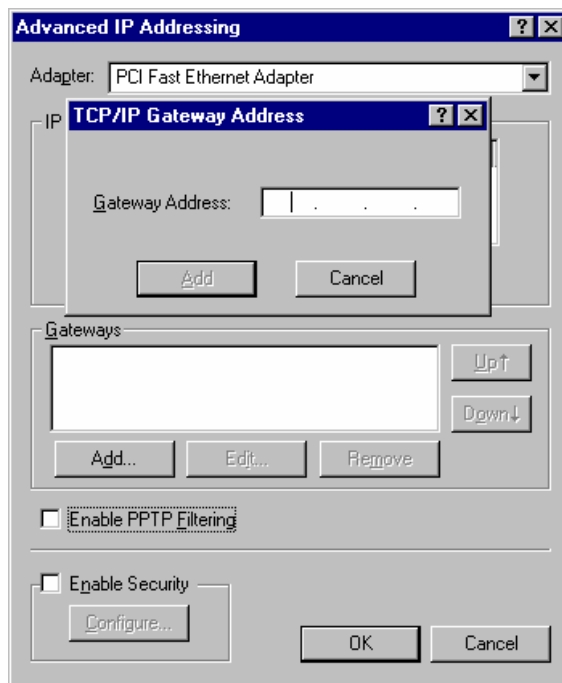 Advanced IP Addressing
Adapter: PCI Fast Ethernet Adapter
IP
TCP/IP Gateway Address
Gateway Address: . . .
Add Cancel
Gateways
Up↑
Down↓
Add... Edit... Remove
Enable PPTP Filtering
Enable Security
Configure...
OK Cancel